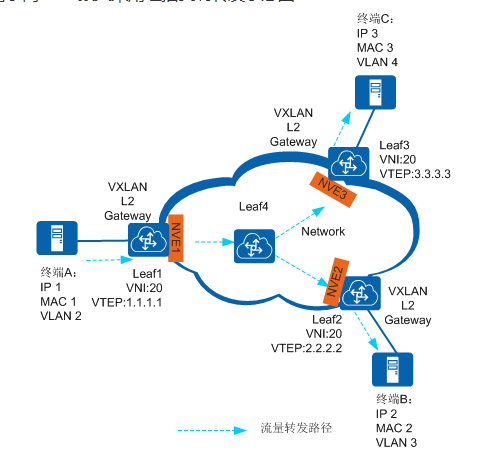 终端C:
IP 3
MAC 3
VLAN 4
VXLAN
L2
Gateway
Leaf3
VNI:20
VTEP:3.3.3.3
NVE3
VXLAN
L2
Gateway
Leaf4
NVE1
Network
终端A:
IP 1
MAC 1
VLAN 2
Leaf1
VNI:20
VTEP:1.1.1.1
NVE2
VXLAN
L2
Gateway
Leaf2
VNI:20
VTEP:2.2.2.2
终端B:
IP 2
MAC 2
VLAN 3
流量转发路径